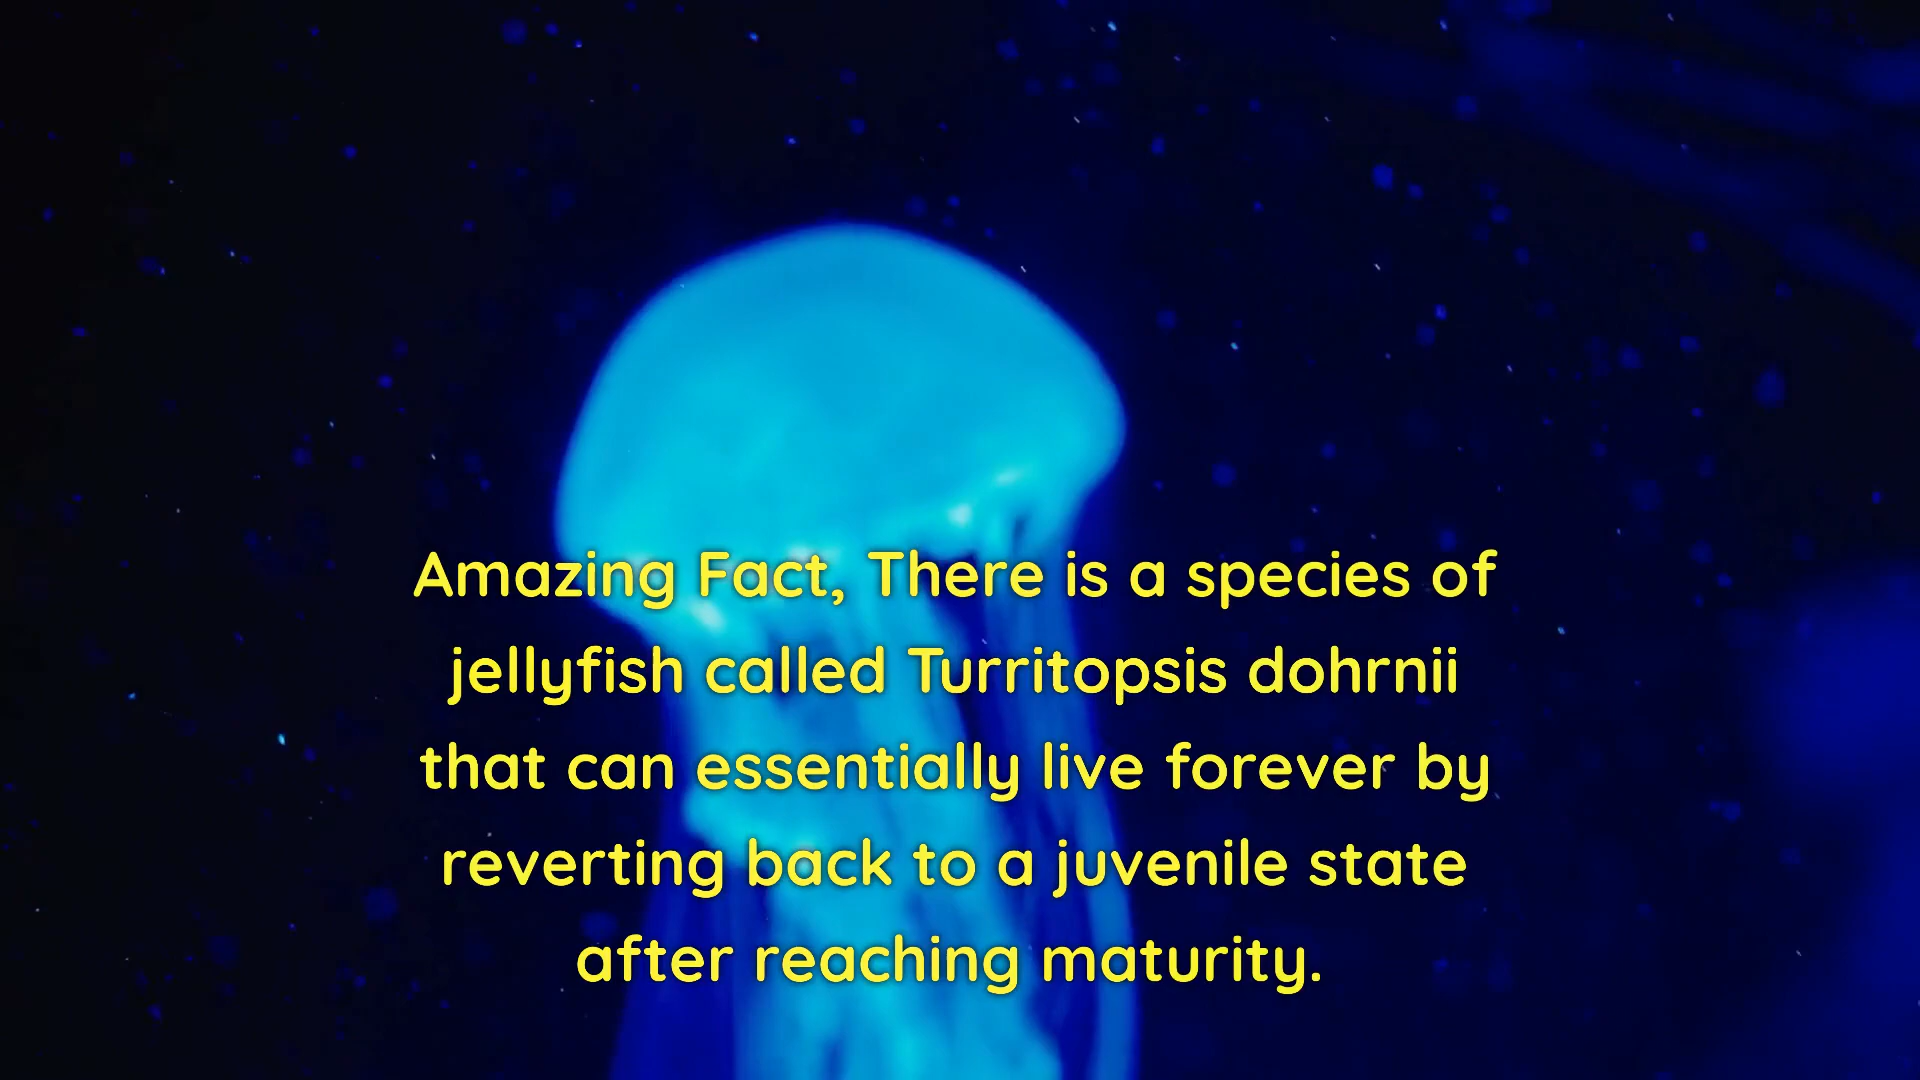 Amazing Fact, There is a species of
jellyfish called Turritopsis dohrnii
that can essentially live forever by
reverting back to a juvenile state
after reaching maturity.